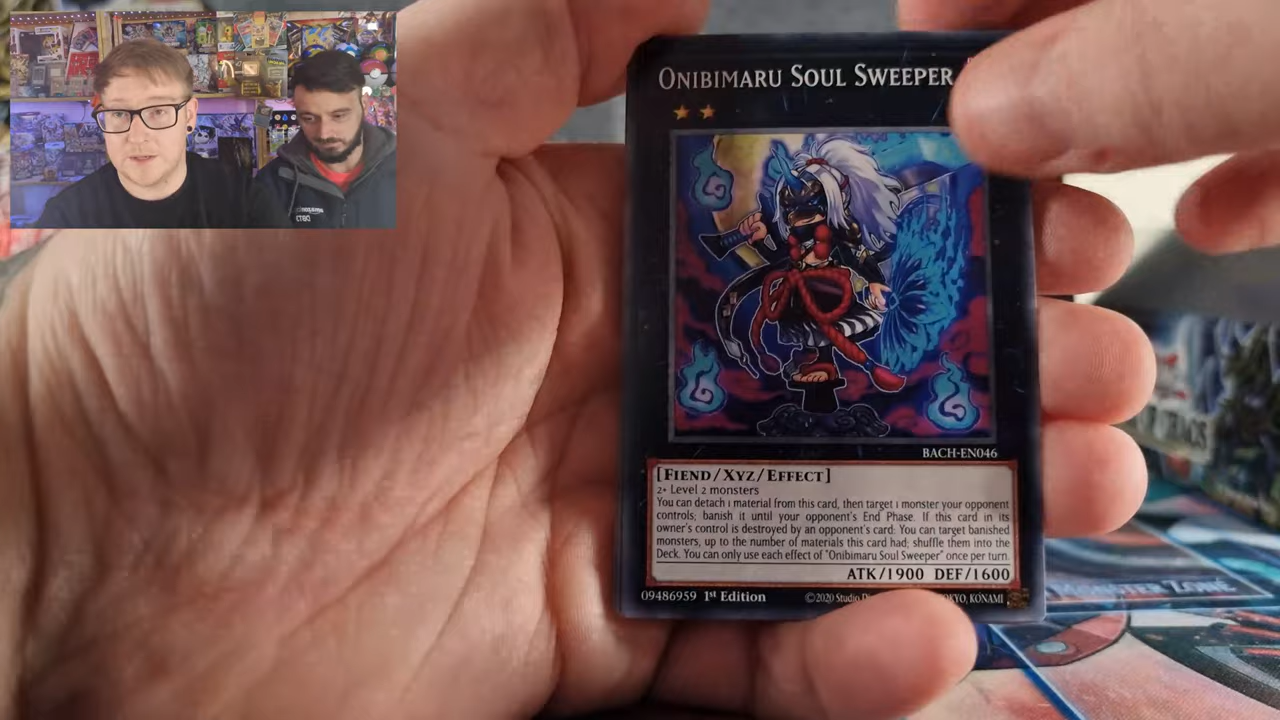 ONIBIMARU SOUL SWEEPER
BACH-EN046
[FIEND/XYZ/EFFECT]
2+ Level 2 monsters
You can detach 1 material from this card, then target 1 monster your opponent
controls; banish it until your opponent's End Phase. If this card in its
owner's control is destroyed by an opponent's card: You can target banished
monsters, up to the number of materials this card had; shuffle them into the
Deck. You can only use each effect of "Onibimaru Soul Sweeper" once per turn.
ATK/1900 DEF/1600
09486959 1st Edition ©2020 Studio KONAMI